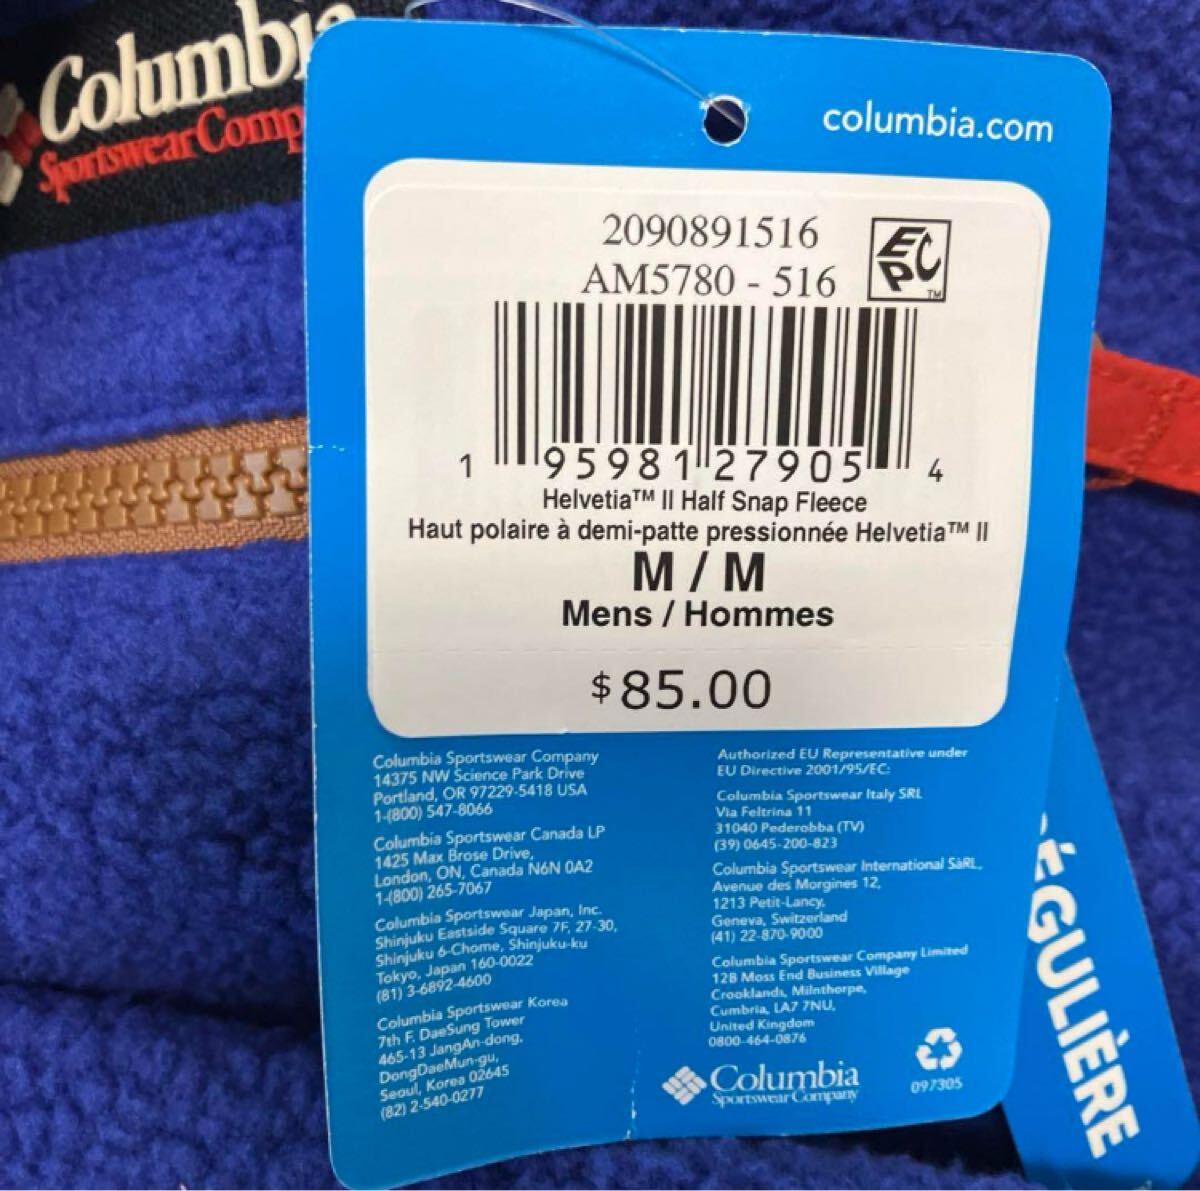 Columbia
Sportswear Comp
columbia.com
2090891516
AM5780 - 516
EPC
TM
1 95981 27905 4
Helvetia™ II Half Snap Fleece
Haut polaire à demi-patte pressionnée Helvetia™ II
M / M
Mens / Hommes
$85.00
Columbia Sportswear Company
14375 NW Science Park Drive
Portland, OR 97229-5418 USA
1-(800) 547-8066
Columbia Sportswear Canada LP
1425 Max Brose Drive,
London, ON, Canada N6N 0A2
1-(800) 265-7067
Columbia Sportswear Japan, Inc.
Shinjuku Eastside Square 7F, 27-30,
Shinjuku 6-Chome, Shinjuku-ku
Tokyo, Japan 160-0022
(81) 3-6892-4600
Columbia Sportswear Korea
7th F. DaeSung Tower
465-13 JangAn-dong,
DongDaeMun-gu,
Seoul, Korea 02645
(82) 2-540-0277
Authorized EU Representative under
EU Directive 2001/95/EC:
Columbia Sportswear Italy SRL
Via Feltrina 11
31040 Pederobba (TV)
(39) 0645-200-823
Columbia Sportswear International SàRL,
Avenue des Morgines 12,
1213 Petit-Lancy,
Geneva, Switzerland
(41) 22-870-9000
Columbia Sportswear Company Limited
12B Moss End Business Village
Crooklands, Milnthorpe,
Cumbria, LA7 7NU,
United Kingdom
0800-464-0876
Columbia
Sportswear Company
097305
ÉGULIÈRE